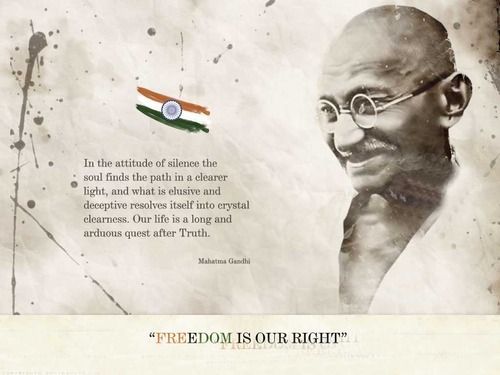 In the attitude of silence the
soul finds the path in a clearer
light, and what is elusive and
deceptive resolves itself into crystal
clearness. Our life is a long and
arduous quest after Truth.
Mahatma Gandhi
“FREEDOM IS OUR RIGHT”